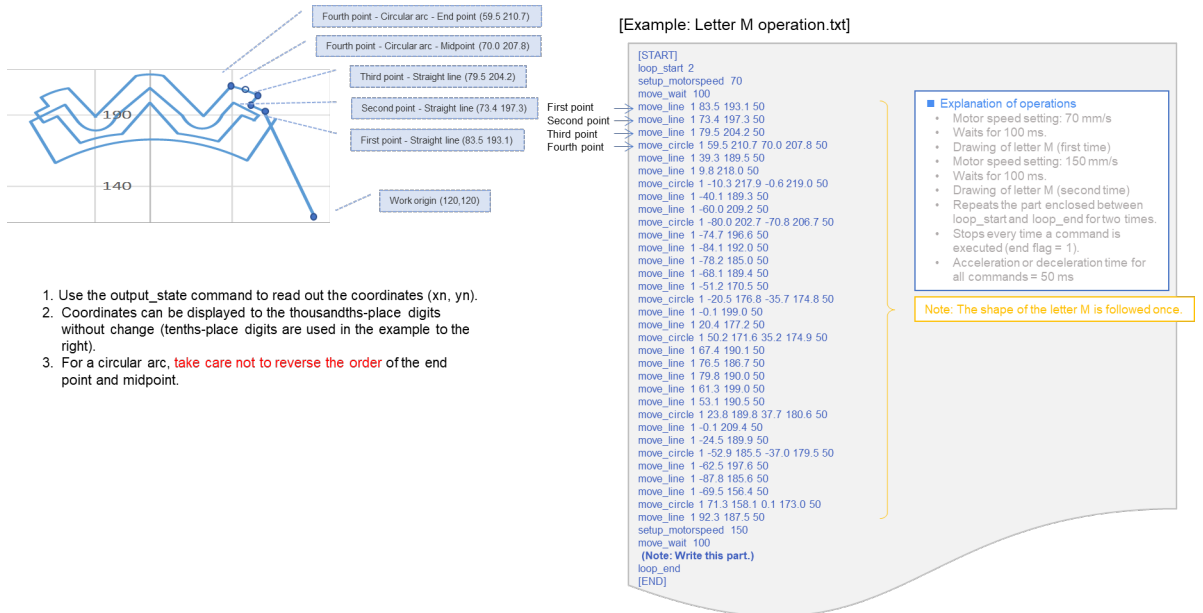 Fourth point - Circular arc - End point (59.5 210.7)
Fourth point - Circular arc - Midpoint (70.0 207.8)
Third point - Straight line (79.5 204.2)
Second point - Straight line (73.4 197.3)
First point - Straight line (83.5 193.1)
Work origin (120,120)
190
140
1. Use the output_state command to read out the coordinates (xn, yn).
2. Coordinates can be displayed to the thousandths-place digits
without change (tenths-place digits are used in the example to the
right).
3. For a circular arc, take care not to reverse the order of the end
point and midpoint.
[Example: Letter M operation.txt]
First point
Second point
Third point
Fourth point
[START]
loop_start 2
setup_motorspeed 70
move_wait 100
move_line 1 83.5 193.1 50
move_line 1 73.4 197.3 50
move_line 1 79.5 204.2 50
move_circle 1 59.5 210.7 70.0 207.8 50
move_line 1 39.3 189.5 50
move_line 1 9.8 218.0 50
move_circle 1 -10.3 217.9 -0.6 219.0 50
move_line 1 -40.1 189.3 50
move_line 1 -60.0 209.2 50
move_circle 1 -80.0 202.7 -70.8 206.7 50
move_line 1 -74.7 196.6 50
move_line 1 -84.1 192.0 50
move_line 1 -78.2 185.0 50
move_line 1 -68.1 189.4 50
move_line 1 -51.2 170.5 50
move_circle 1 -20.5 176.8 -35.7 174.8 50
move_line 1 -0.1 199.0 50
move_line 1 20.4 177.2 50
move_circle 1 50.2 171.6 35.2 174.9 50
move_line 1 67.4 190.1 50
move_line 1 76.5 186.7 50
move_line 1 79.8 190.0 50
move_line 1 61.3 199.0 50
move_line 1 53.1 190.5 50
move_circle 1 23.8 189.8 37.7 180.6 50
move_line 1 -0.1 209.4 50
move_line 1 -24.5 189.9 50
move_circle 1 -52.9 185.5 -37.0 179.5 50
move_line 1 -62.5 197.6 50
move_line 1 -87.8 185.6 50
move_line 1 -69.5 156.4 50
move_circle 1 71.3 158.1 0.1 173.0 50
move_line 1 92.3 187.5 50
setup_motorspeed 150
move_wait 100
(Note: Write this part.)
loop_end
[END]
■ Explanation of operations
• Motor speed setting: 70 mm/s
• Waits for 100 ms.
• Drawing of letter M (first time)
• Motor speed setting: 150 mm/s
• Waits for 100 ms.
• Drawing of letter M (second time)
• Repeats the part enclosed between
loop_start and loop_end for two times.
• Stops every time a command is
executed (end flag = 1).
• Acceleration or deceleration time for
all commands = 50 ms
Note: The shape of the letter M is followed once.